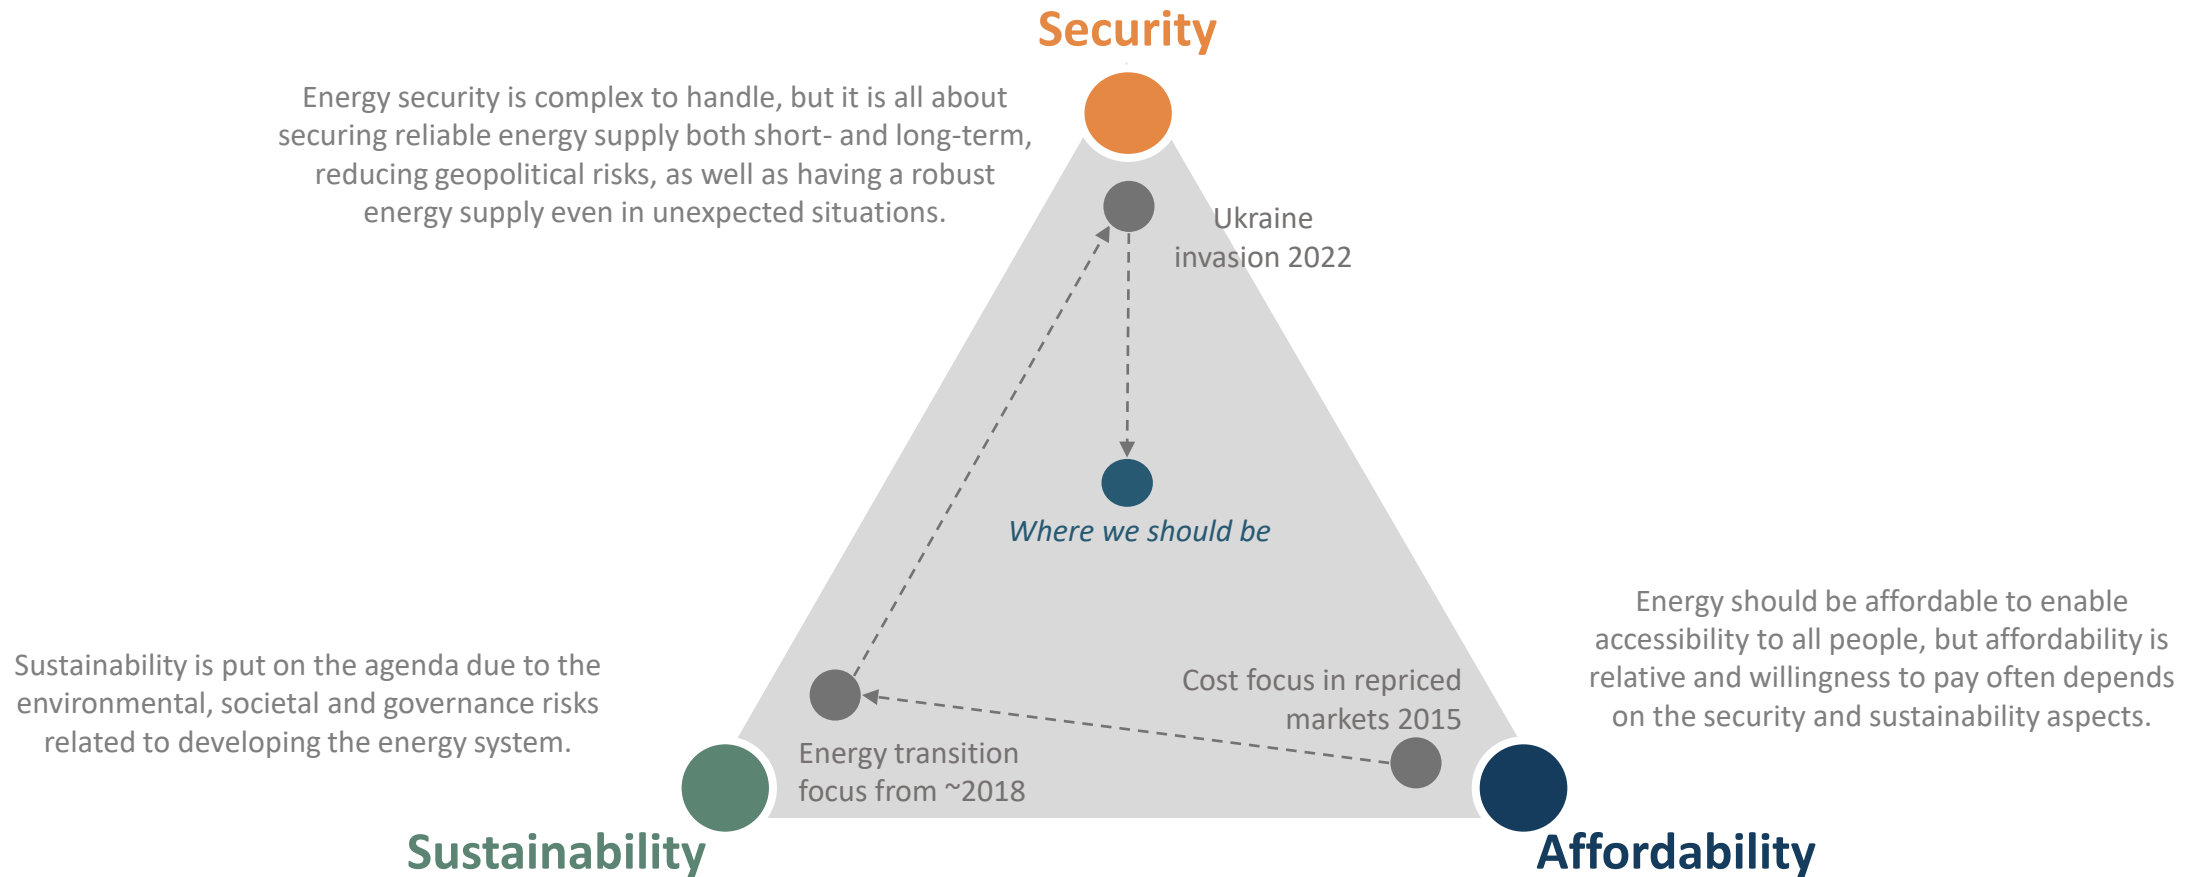 Security
Energy security is complex to handle, but it is all about
securing reliable energy supply both short- and long-term,
reducing geopolitical risks, as well as having a robust
energy supply even in unexpected situations.
Ukraine
invasion 2022
Where we should be
Sustainability is put on the agenda due to the
environmental, societal and governance risks
related to developing the energy system.
Energy transition
focus from ~2018
Cost focus in repriced
markets 2015
Energy should be affordable to enable
accessibility to all people, but affordability is
relative and willingness to pay often depends
on the security and sustainability aspects.
Sustainability
Affordability